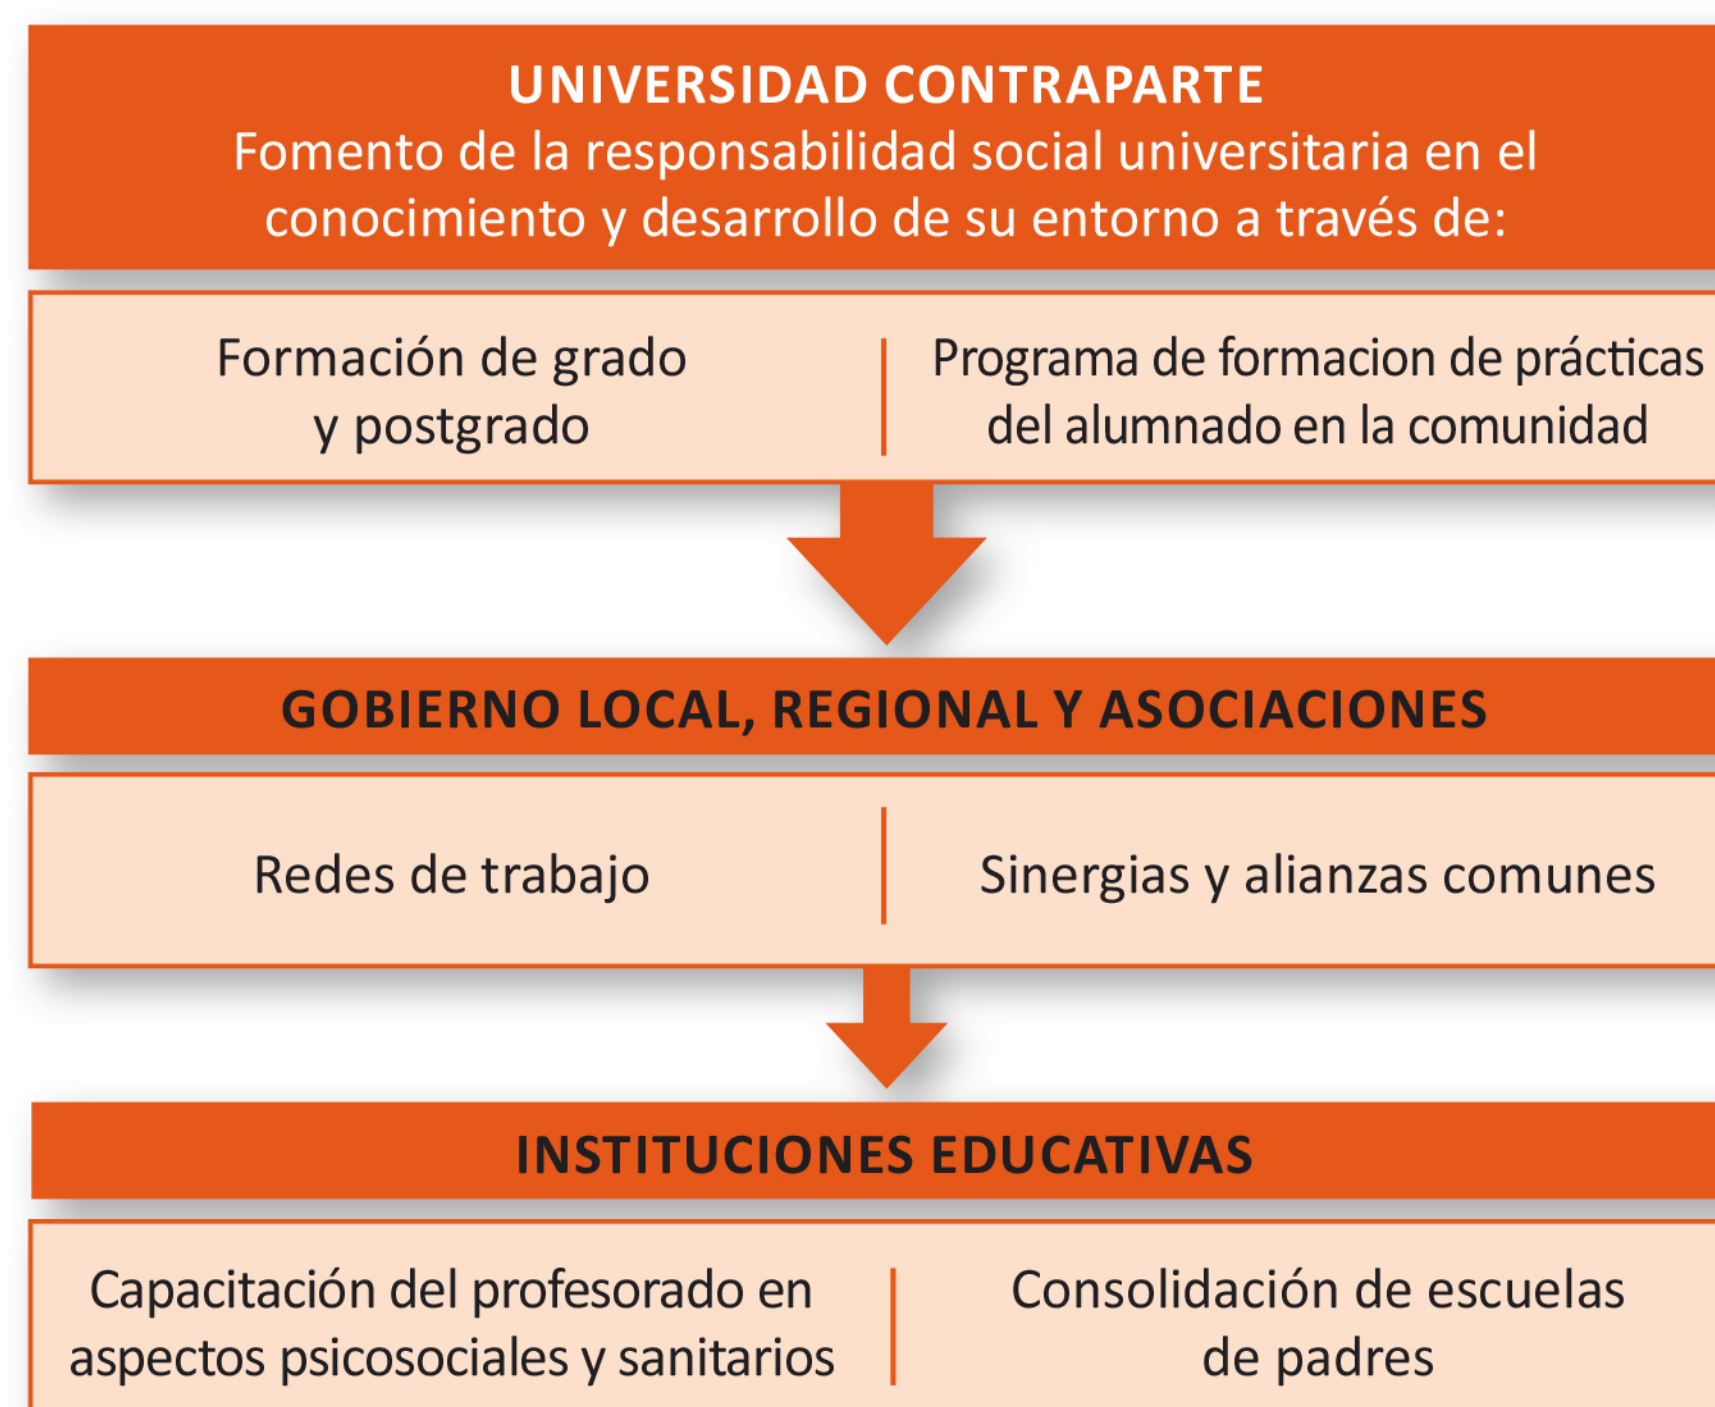 UNIVERSIDAD CONTRAPARTE
Fomento de la responsabilidad social universitaria en el
conocimiento y desarrollo de su entorno a través de:
Formación de grado
y postgrado
Programa de formacion de prácticas
del alumnado en la comunidad
GOBIERNO LOCAL, REGIONAL Y ASOCIACIONES
Redes de trabajo
Sinergias y alianzas comunes
INSTITUCIONES EDUCATIVAS
Capacitación del profesorado en
aspectos psicosociales y sanitarios
Consolidación de escuelas
de padres